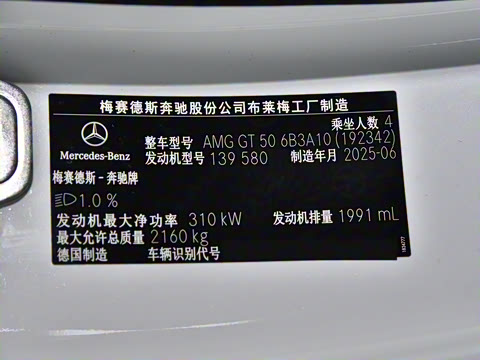 梅赛德斯奔驰股份公司布莱梅工厂制造
乘坐人数 4
整车型号 AMG GT 50 6B3A10 (192342)
Mercedes-Benz 发动机型号 139 580 制造年月 2025-06
梅赛德斯－奔驰牌
1.0 %
发动机最大净功率 310 kW 发动机排量 1991 mL
最大允许总质量 2160 kg
德国制造 车辆识别代号